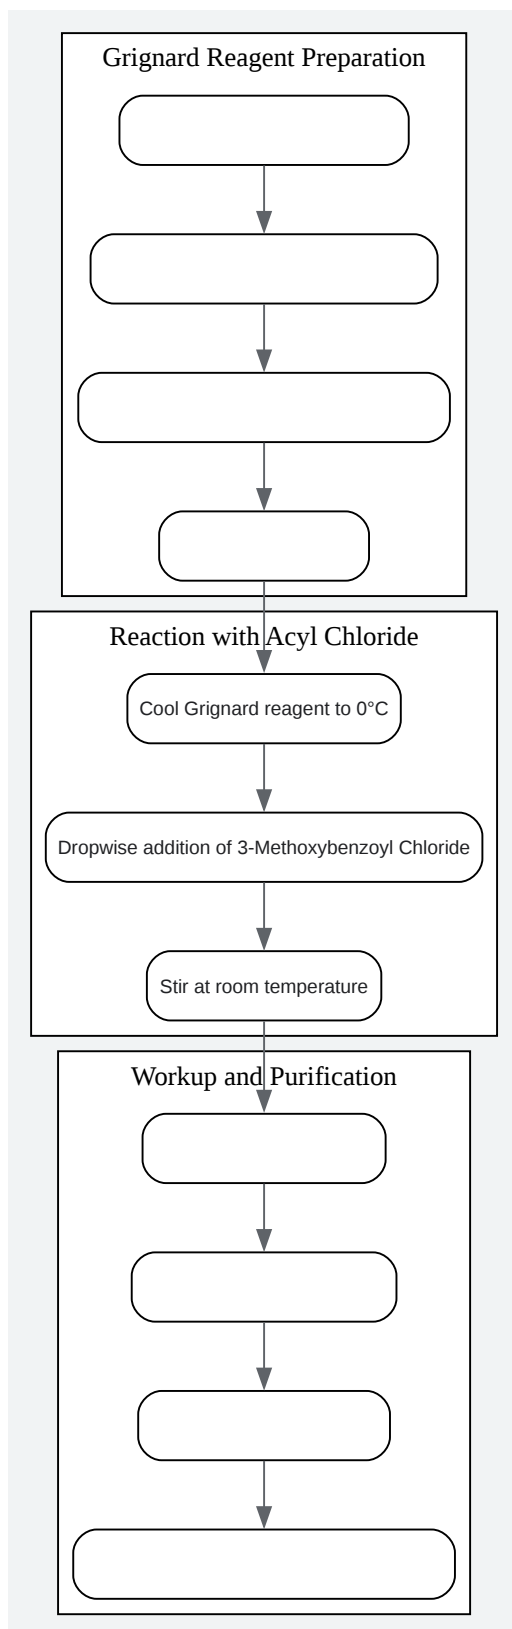 Grignard Reagent Preparation
Reaction with Acyl Chloride
Cool Grignard reagent to 0°C
Dropwise addition of 3-Methoxybenzoyl Chloride
Stir at room temperature
Workup and Purification